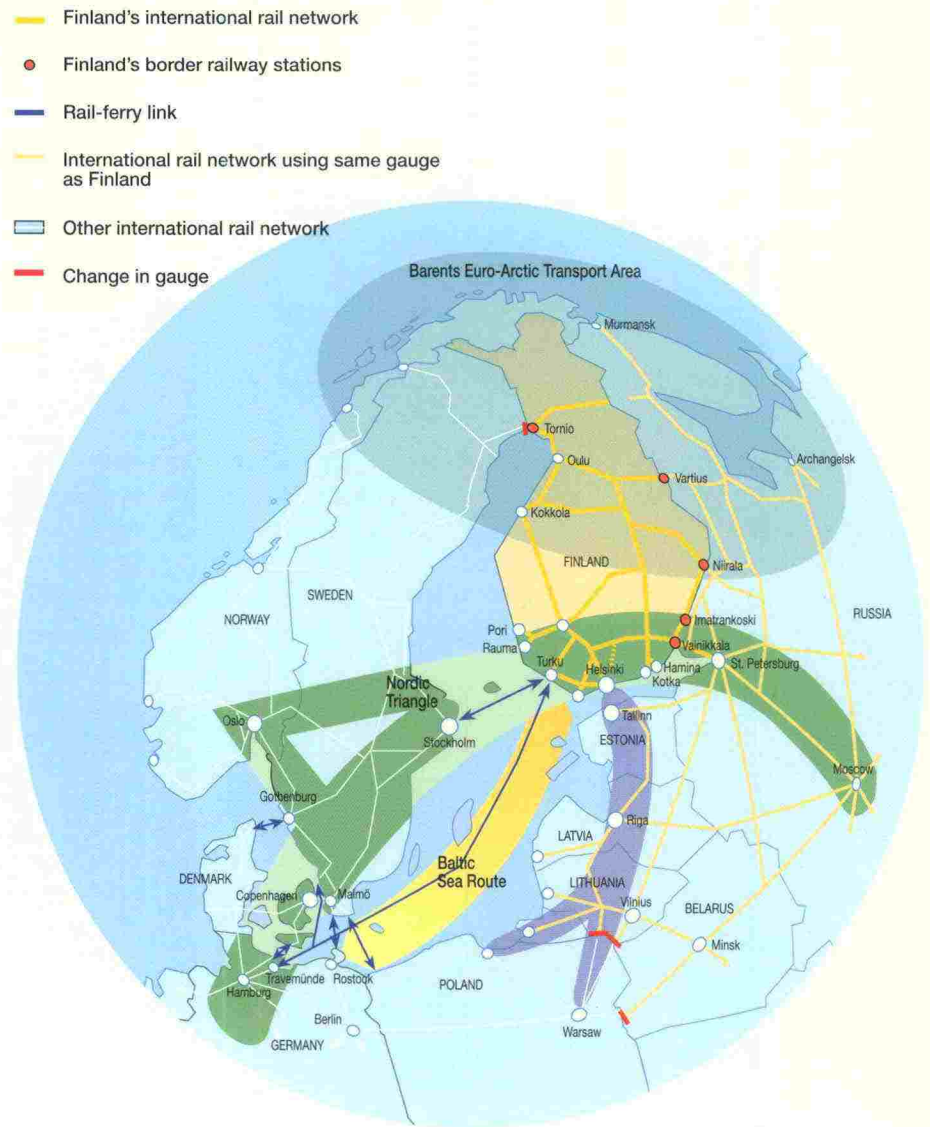 Finland's international rail network
Finland's border railway stations
Rail-ferry link
International rail network using same gauge
as Finland
Other international rail network
Change in gauge
Barents Euro-Arctic Transport Area
Murmansk
Tornio
Oulu
Archangelsk
Vartius
Kokkola
FINLAND
Niirala
SWEDEN
NORWAY
RUSSIA
Imatrankoski
Pori
Vainikkala
Rauma
Turku
Helsinki
Hamina
Kotka
St. Petersburg
Nordic
Triangle
Oslo
Stockholm
Tallinn
ESTONIA
Moscow
Gothenburg
Riga
LATVIA
Baltic
Sea Route
DENMARK
LITHUANIA
Copenhagen
Malmö
Vilnius
BELARUS
Minsk
Travemünde
Rostock
POLAND
Hamburg
Berlin
Warsaw
GERMANY